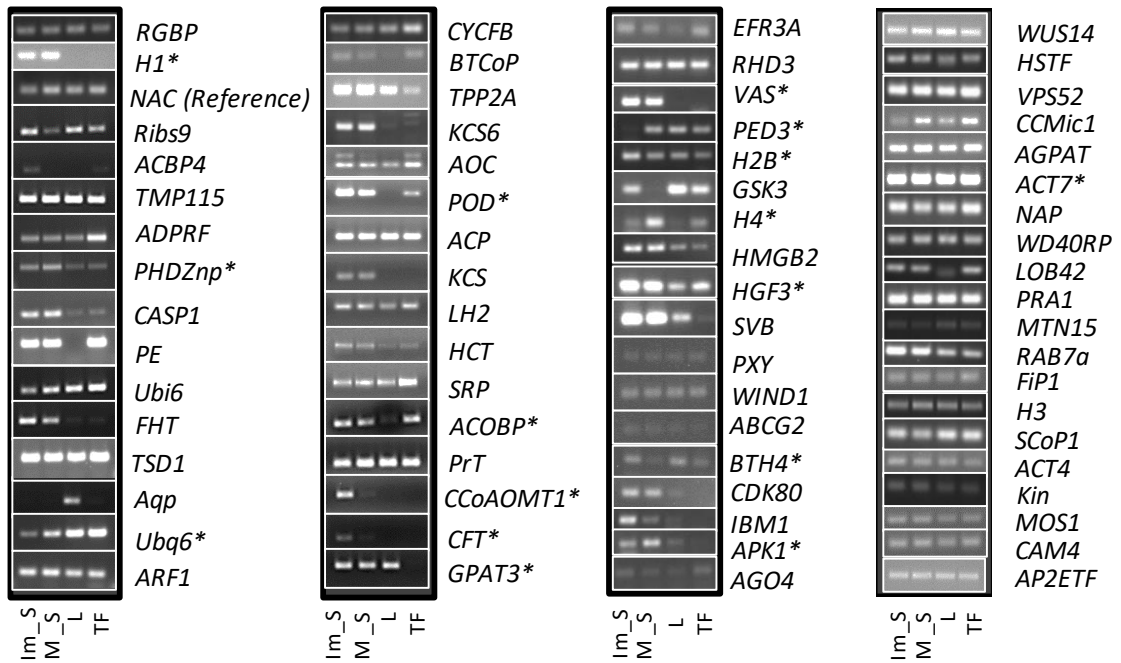 RGBP
H1*
NAC (Reference)
Ribs9
ACBP4
TMP115
ADPRF
PHDZnp*
CASP1
PE
Ubi6
FHT
TSD1
Aqp
Ubq6*
ARF1
Im_S
M_S
L
TF
CYCFB
BTCoP
TPP2A
KCS6
AOC
POD*
ACP
KCS
LH2
HCT
SRP
ACOBP*
PrT
CCoAOMT1*
CFT*
GPAT3*
Im_S
M_S
L
TF
EFR3A
RHD3
VAS*
PED3*
H2B*
GSK3
H4*
HMGB2
HGF3*
SVB
PXY
WIND1
ABCG2
BTH4*
CDK80
IBM1
APK1*
AGO4
Im_S
M_S
L
TF
WUS14
HSTF
VPS52
CCMic1
AGPAT
ACT7*
NAP
WD40RP
LOB42
PRA1
MTN15
RAB7a
FiP1
H3
SCoP1
ACT4
Kin
MOS1
CAM4
AP2ETF
Im_S
M_S
L
TF